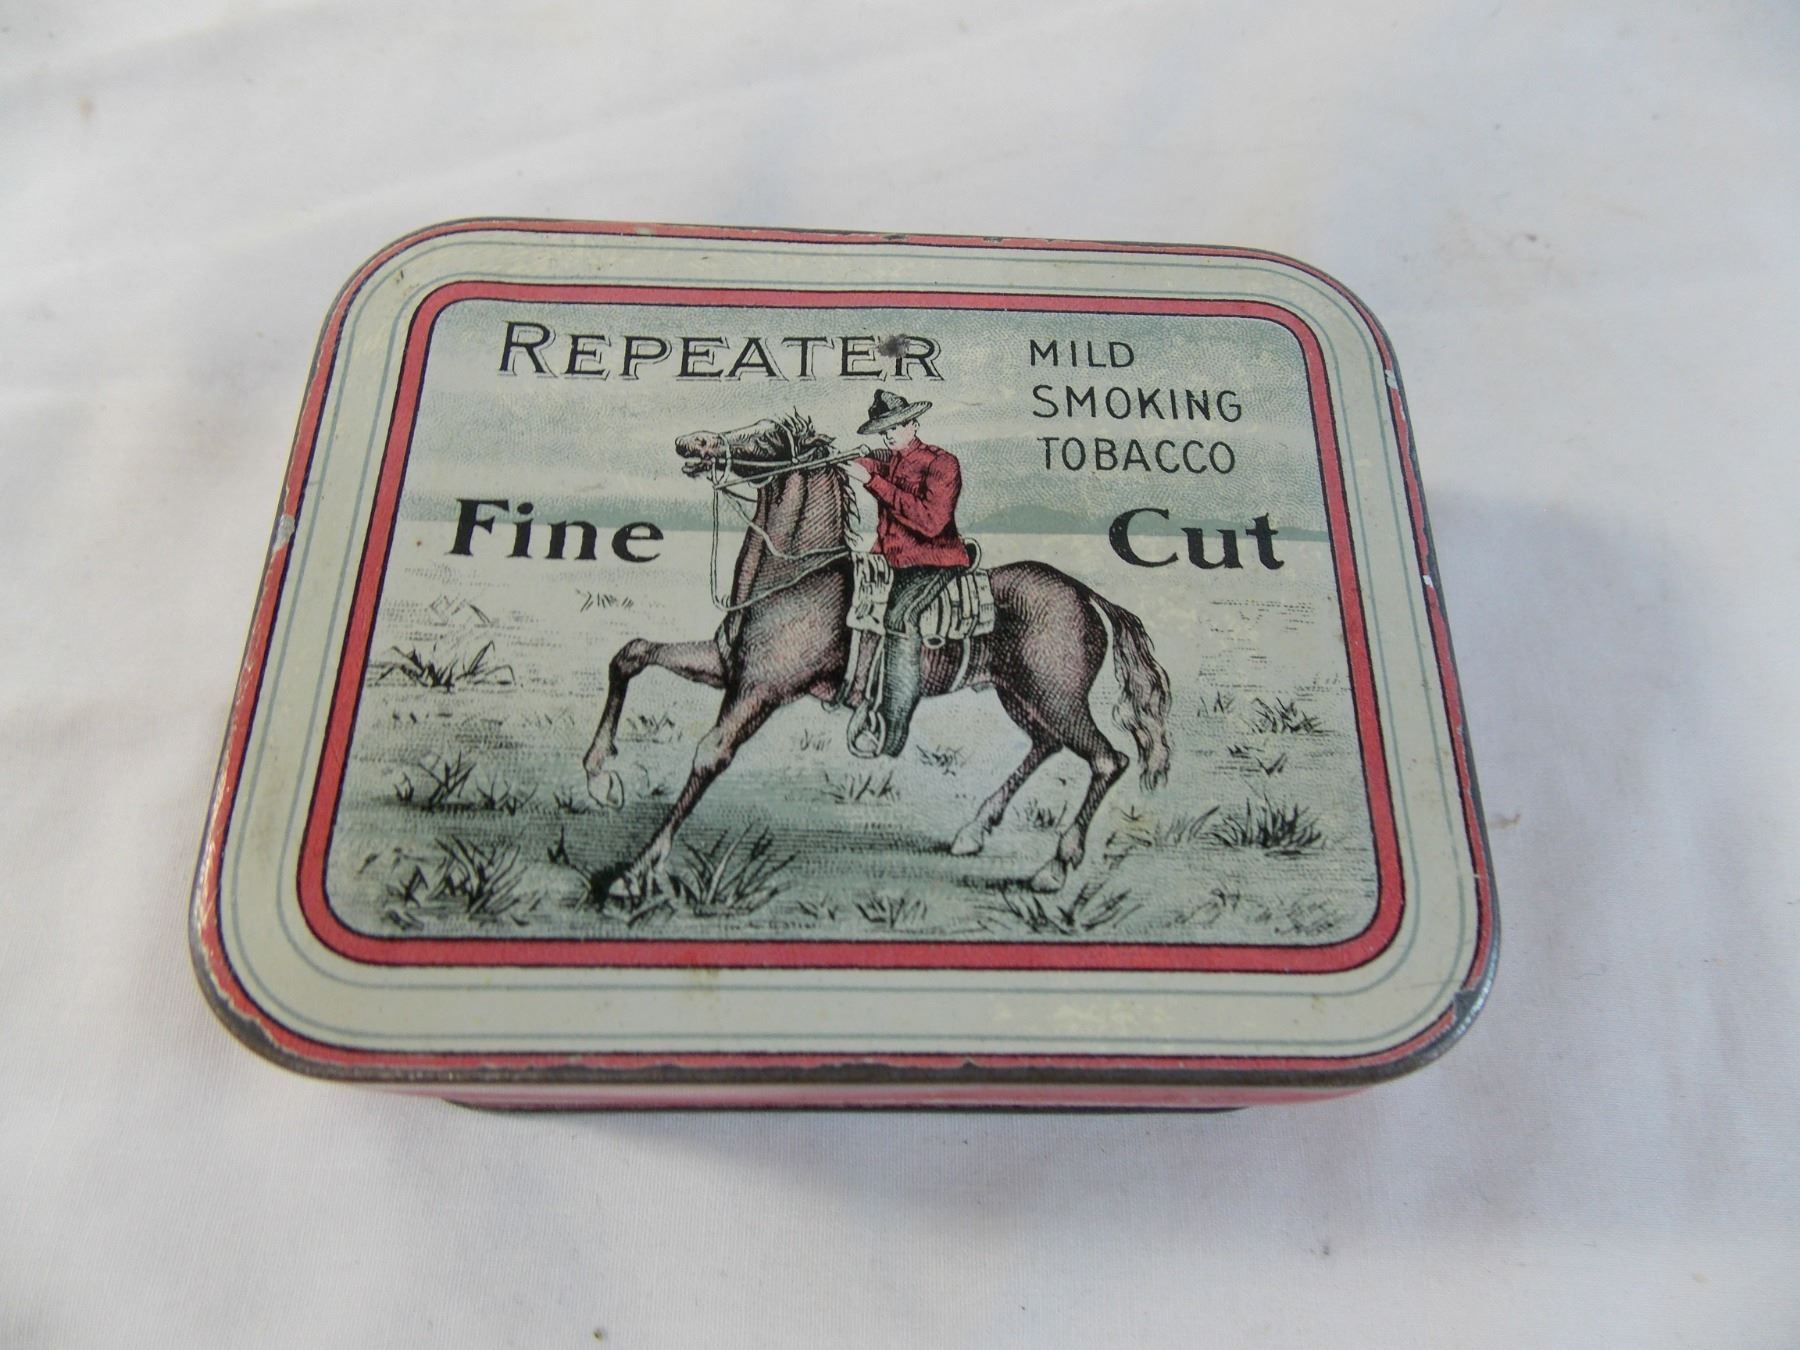 REPEATER
MILD
SMOKING
TOBACCO
Fine Cut